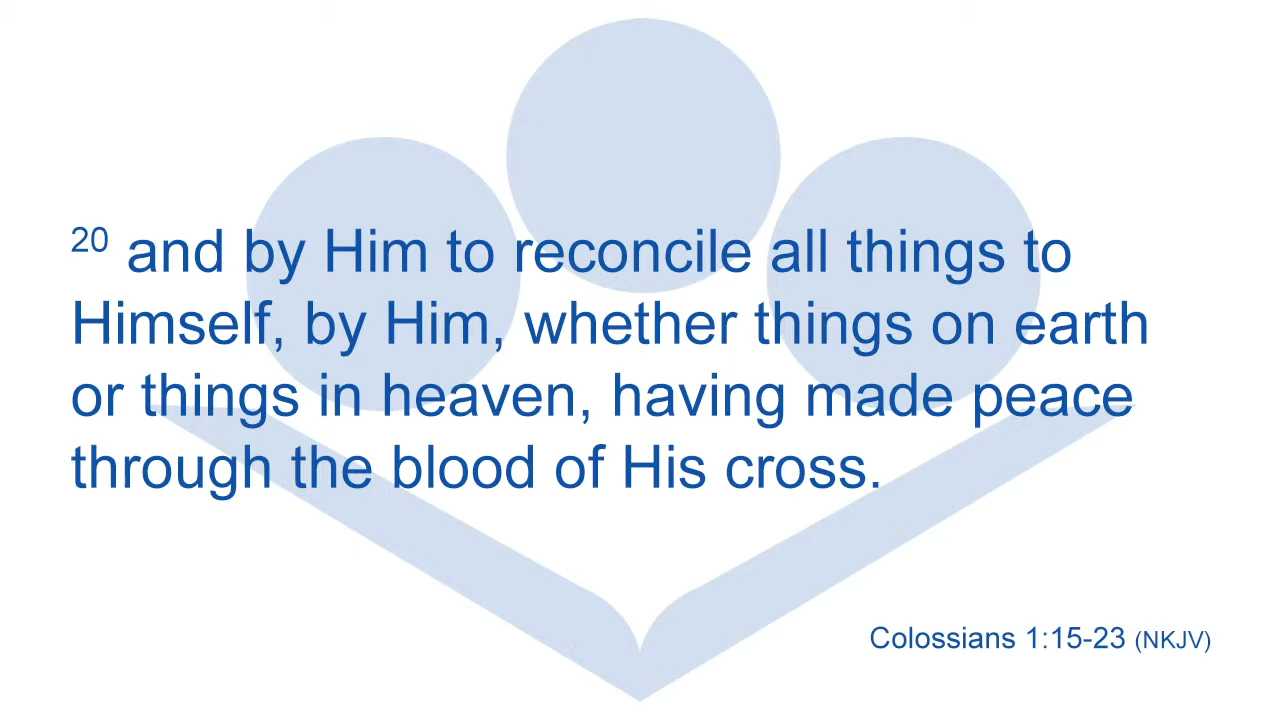 20 and by Him to reconcile all things to
Himself, by Him, whether things on earth
or things in heaven, having made peace
through the blood of His cross.
Colossians 1:15-23 (NKJV)